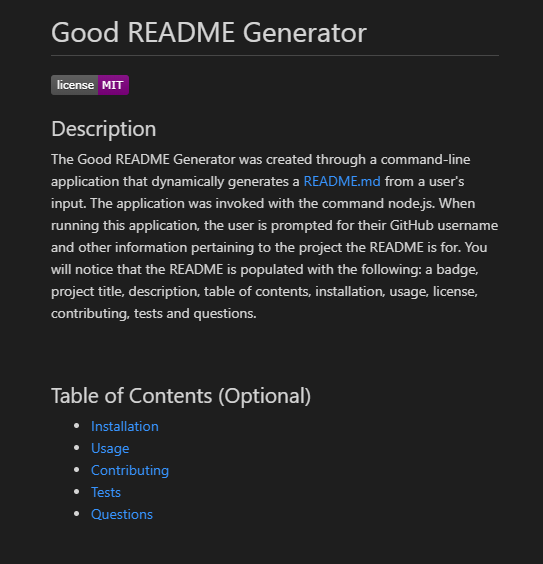 Good README Generator
license MIT
Description
The Good README Generator was created through a command-line
application that dynamically generates a README.md from a user's
input. The application was invoked with the command node.js. When
running this application, the user is prompted for their GitHub username
and other information pertaining to the project the README is for. You
will notice that the README is populated with the following: a badge,
project title, description, table of contents, installation, usage, license,
contributing, tests and questions.
Table of Contents (Optional)
Installation
Usage
Contributing
Tests
Questions